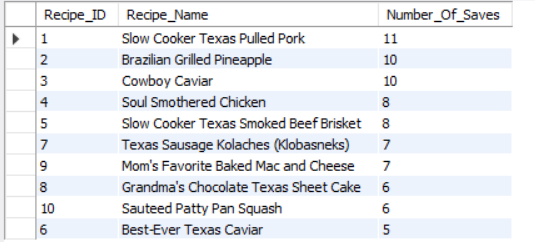 Recipe_ID Recipe_Name Number_Of_Saves
1 Slow Cooker Texas Pulled Pork 11
2 Brazilian Grilled Pineapple 10
3 Cowboy Caviar 10
4 Soul Smothered Chicken 8
5 Slow Cooker Texas Smoked Beef Brisket 8
7 Texas Sausage Kolaches (Klobasneks) 7
9 Mom's Favorite Baked Mac and Cheese 7
8 Grandma's Chocolate Texas Sheet Cake 6
10 Sauteed Patty Pan Squash 6
6 Best-Ever Texas Caviar 5